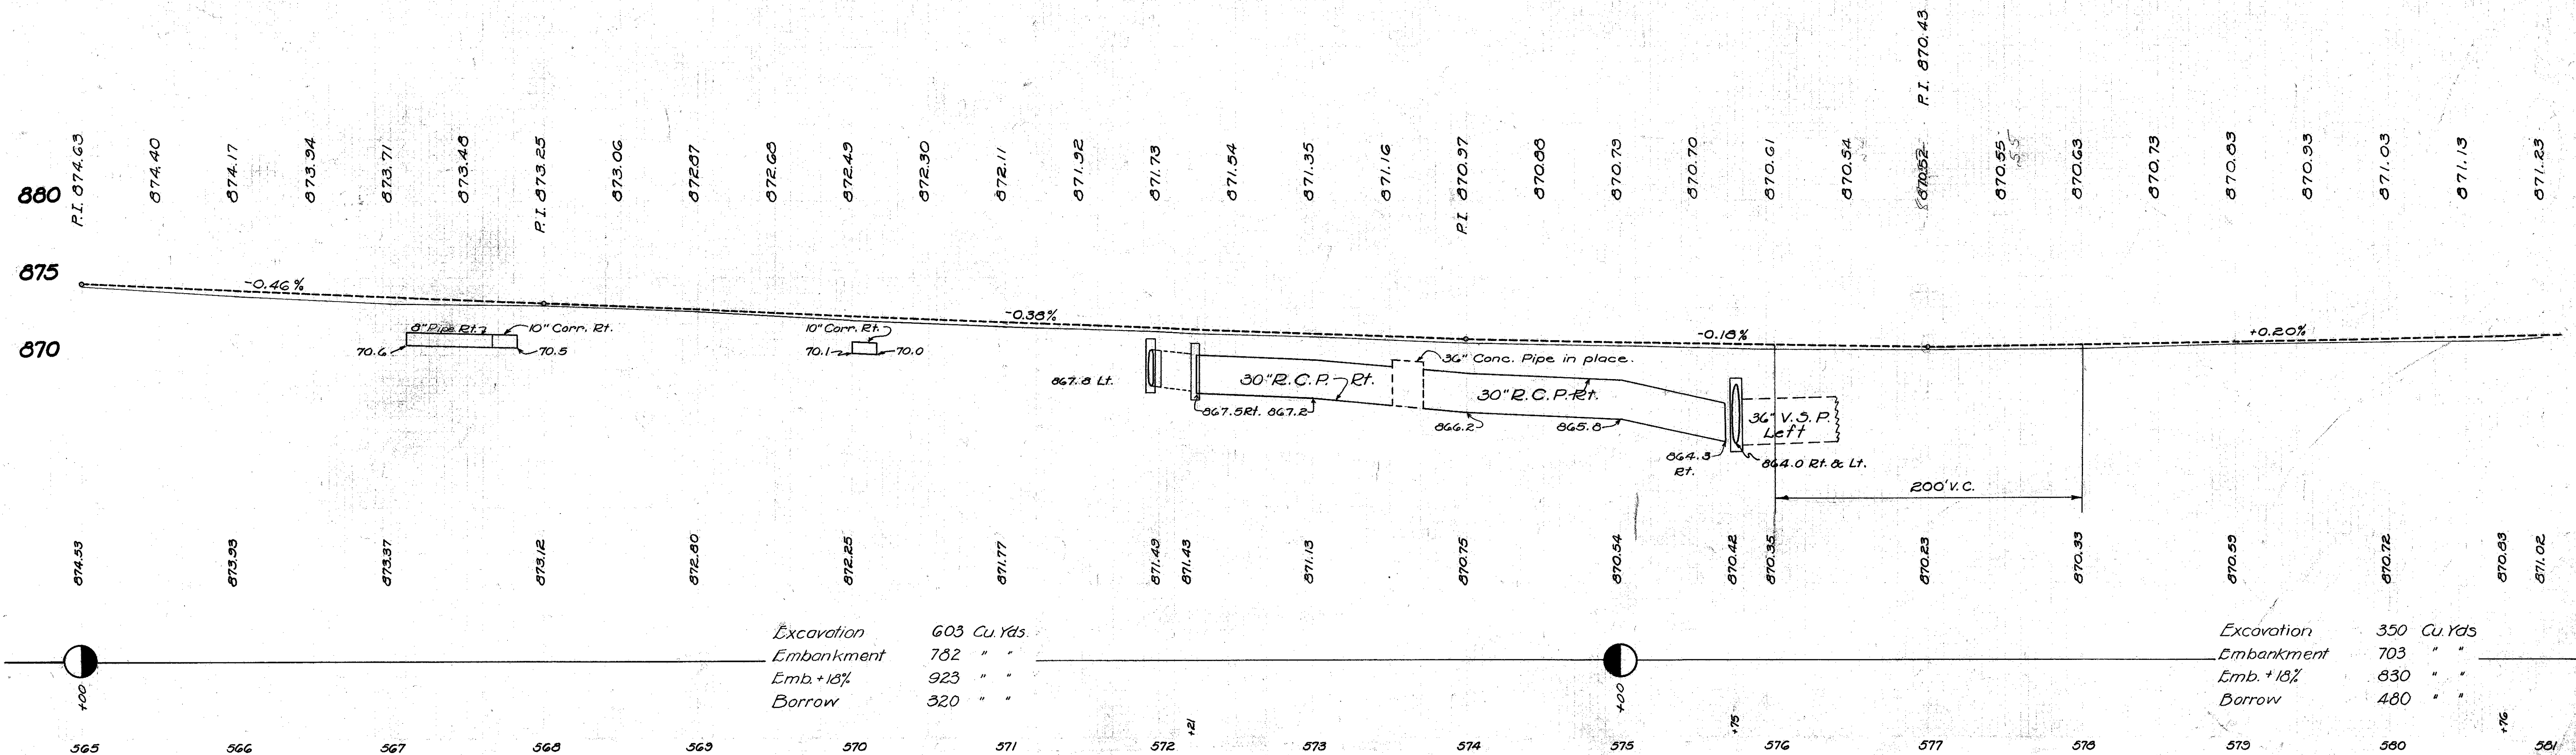 P.I. 870.43
P.I. 874.63 874.40 874.17 873.94 873.71 873.48 P.I. 873.25 873.06 872.87 872.68 872.49 872.30 872.11 871.92 871.73 871.54 871.35 871.16 P.I. 870.97 870.88 870.79 870.70 870.61 870.54 870.52 870.55 .55 870.63 870.73 870.83 870.93 871.03 871.13 871.23
880
875
870
-0.46%
-0.38%
-0.18%
+0.20%
8" Pipe Rt.
10" Corr. Rt.
70.6
70.5
10" Corr. Rt.
70.1
70.0
867.8 Lt.
30" R.C.P. Rt.
867.5 Rt. 867.2
36" Conc. Pipe in place.
30" R.C.P. Rt.
866.2
865.8
36" V.S.P.
Left
864.3
Rt.
864.0 Rt. & Lt.
200' V.C.
874.53 873.93 873.37 873.12 872.80 872.25 871.77 871.49 871.43 871.13 870.75 870.54 870.42 870.35 870.23 870.33 870.59 870.72 870.83 871.02
Excavation 603 Cu. Yds.
Embankment 782 " "
Emb. + 18% 923 " "
Borrow 320 " "
Excavation 350 Cu. Yds
Embankment 703 " "
Emb. + 18% 830 " "
Borrow 480 " "
+00 +21 +00 +75 +76
565 566 567 568 569 570 571 572 573 574 575 576 577 578 579 580 581